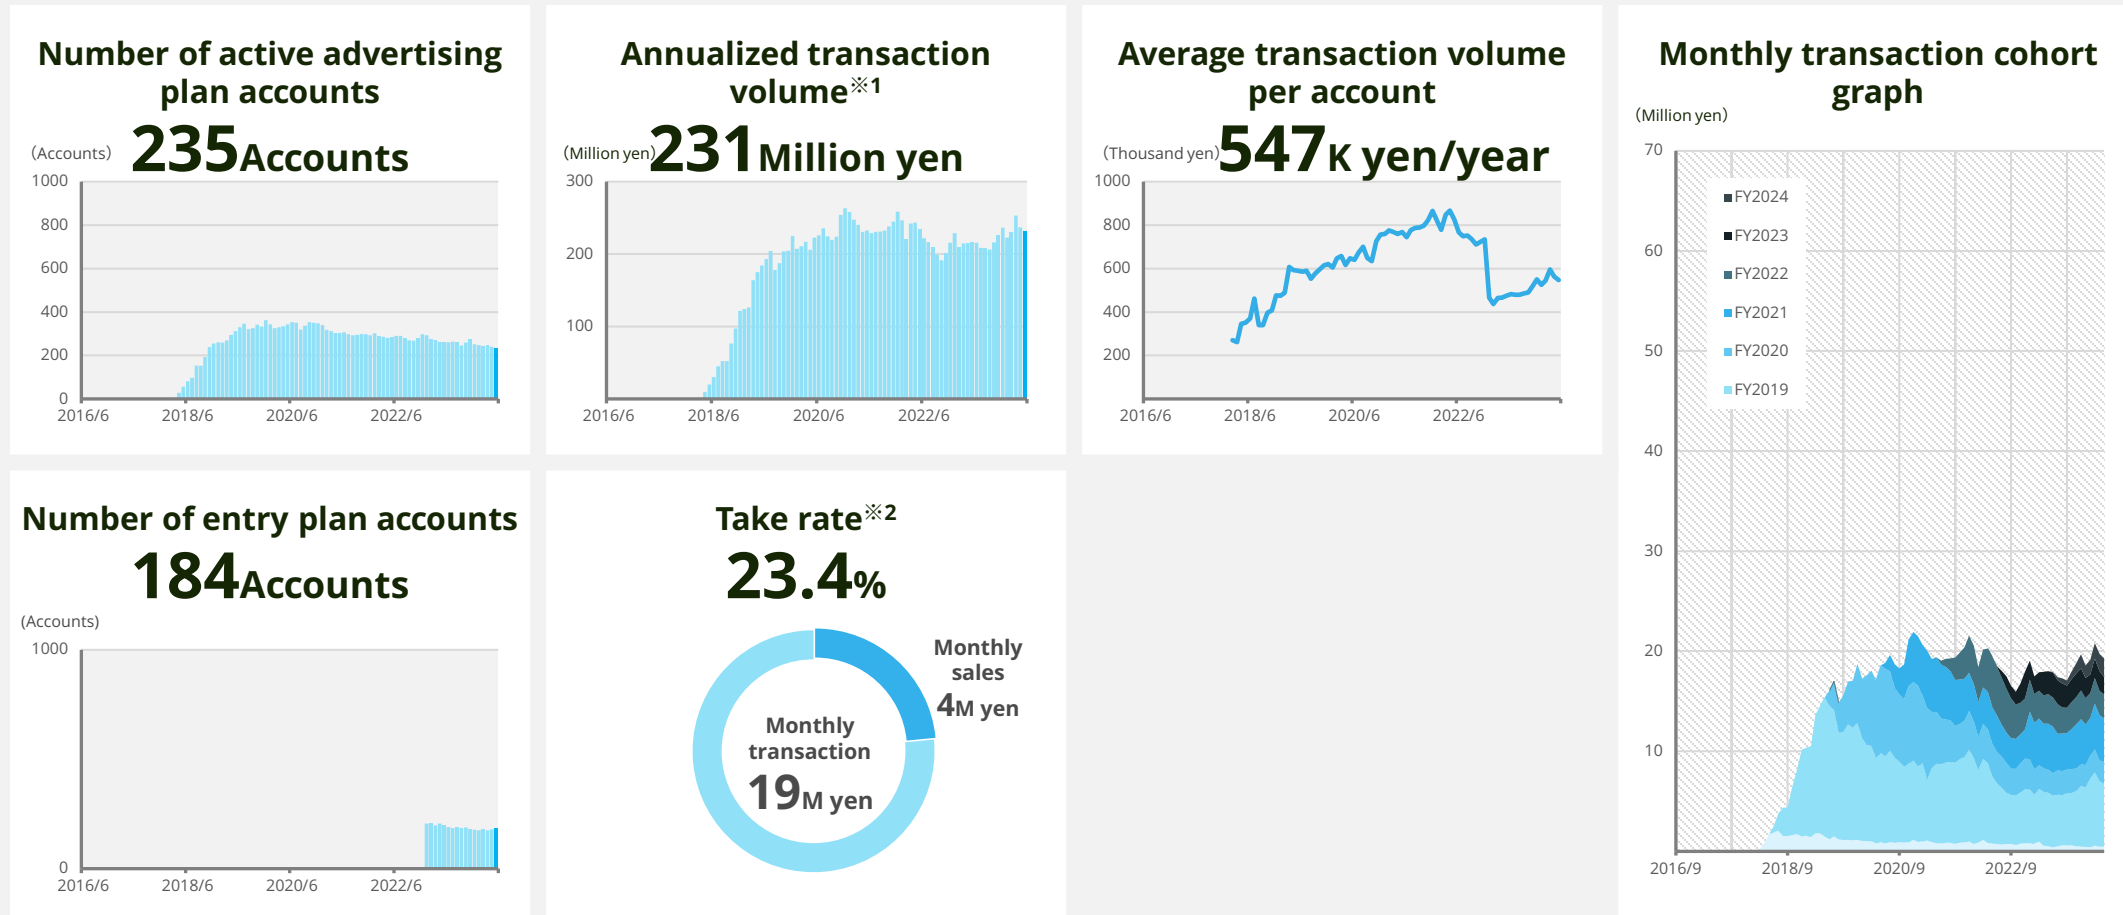 Number of active advertising
plan accounts
(Accounts)
235Accounts
1000
800
600
400
200
0
2016/6
2018/6
2020/6
2022/6
Annualized transaction
volume※1
(Million yen)
231Million yen
300
200
100
2016/6
2018/6
2020/6
2022/6
Average transaction volume
per account
(Thousand yen)
547K yen/year
1000
800
600
400
200
2016/6
2018/6
2020/6
2022/6
Monthly transaction cohort
graph
(Million yen)
70
60
50
40
30
20
10
FY2024
FY2023
FY2022
FY2021
FY2020
FY2019
2016/9
2018/9
2020/9
2022/9
Number of entry plan accounts
184Accounts
(Accounts)
1000
0
2016/6
2018/6
2020/6
2022/6
Take rate※2
23.4%
Monthly
sales
4M yen
Monthly
transaction
19M yen